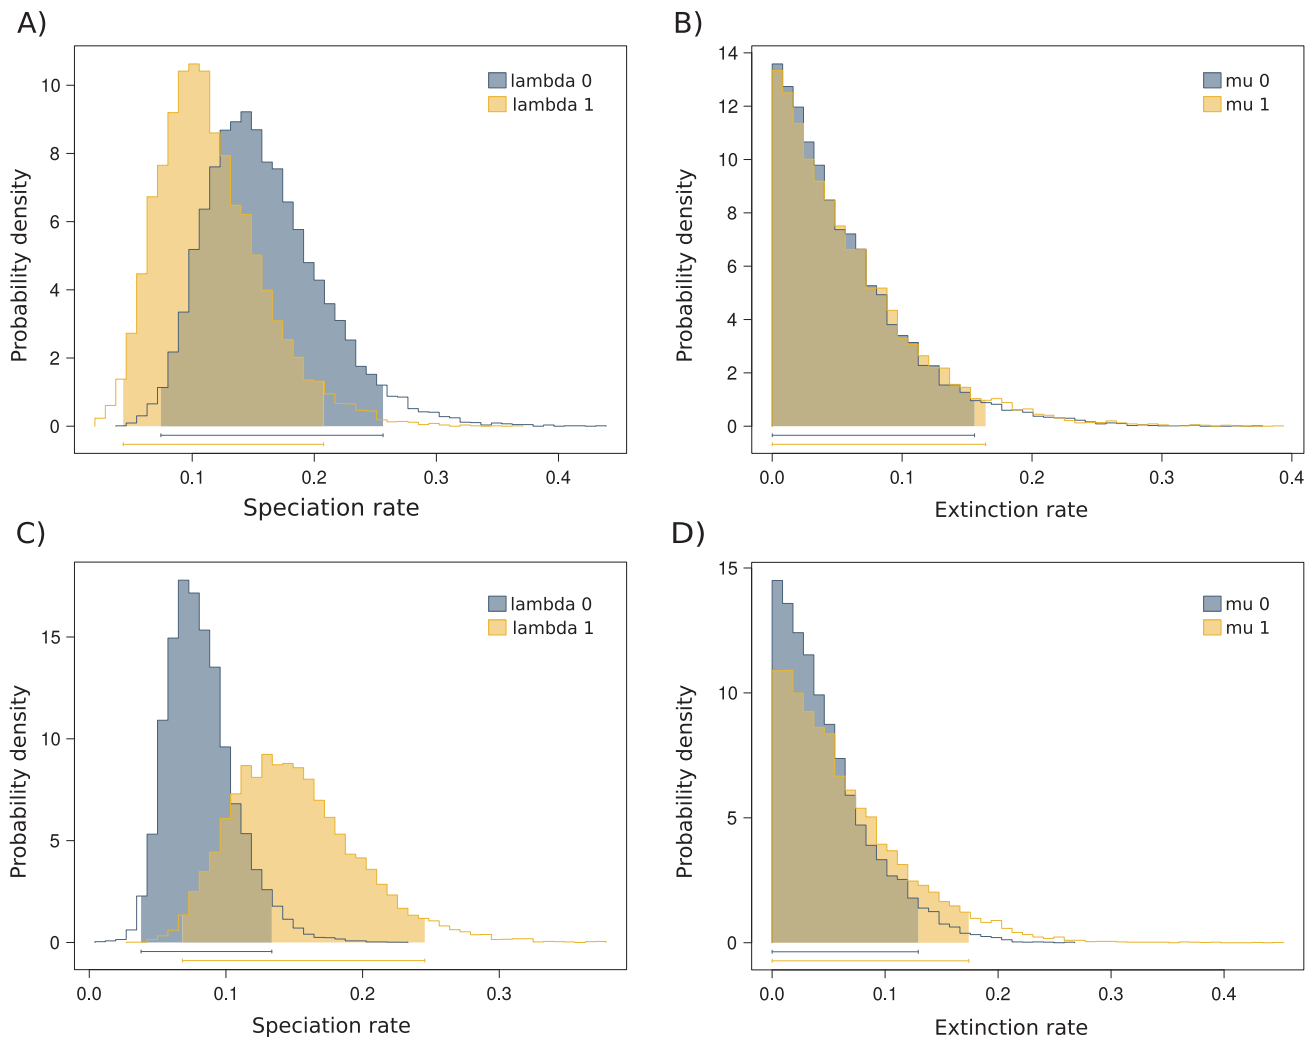 A)
lambda 0
lambda 1
Probability density
10
8
6
4
2
0
0.1 0.2 0.3 0.4
Speciation rate
B)
mu 0
mu 1
Probability density
14
12
10
8
6
4
2
0
0.0 0.1 0.2 0.3 0.4
Extinction rate
C)
lambda 0
lambda 1
Probability density
15
10
5
0
0.0 0.1 0.2 0.3
Speciation rate
D)
mu 0
mu 1
Probability density
15
10
5
0
0.0 0.1 0.2 0.3 0.4
Extinction rate